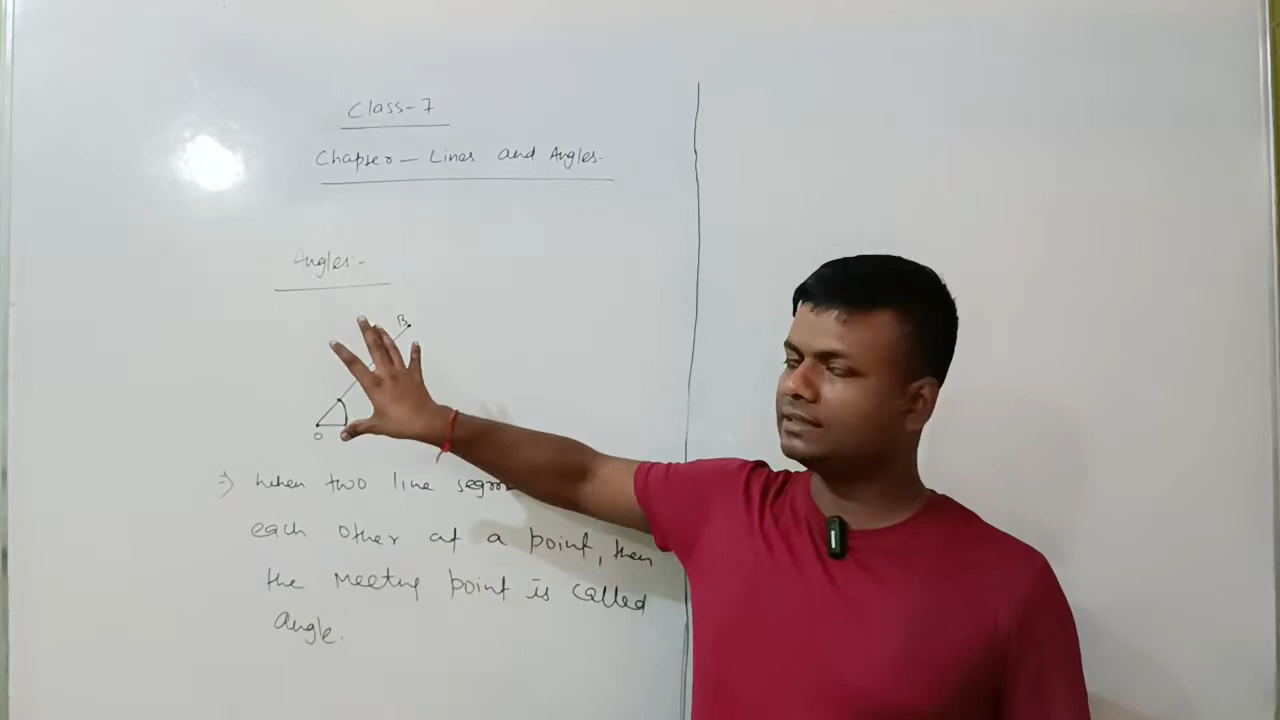 Class-7
Chapter - Lines and Angles.
Angles:-
B
O
⇒ When two line
each other at a point, then
the Meeting point is called
angle.